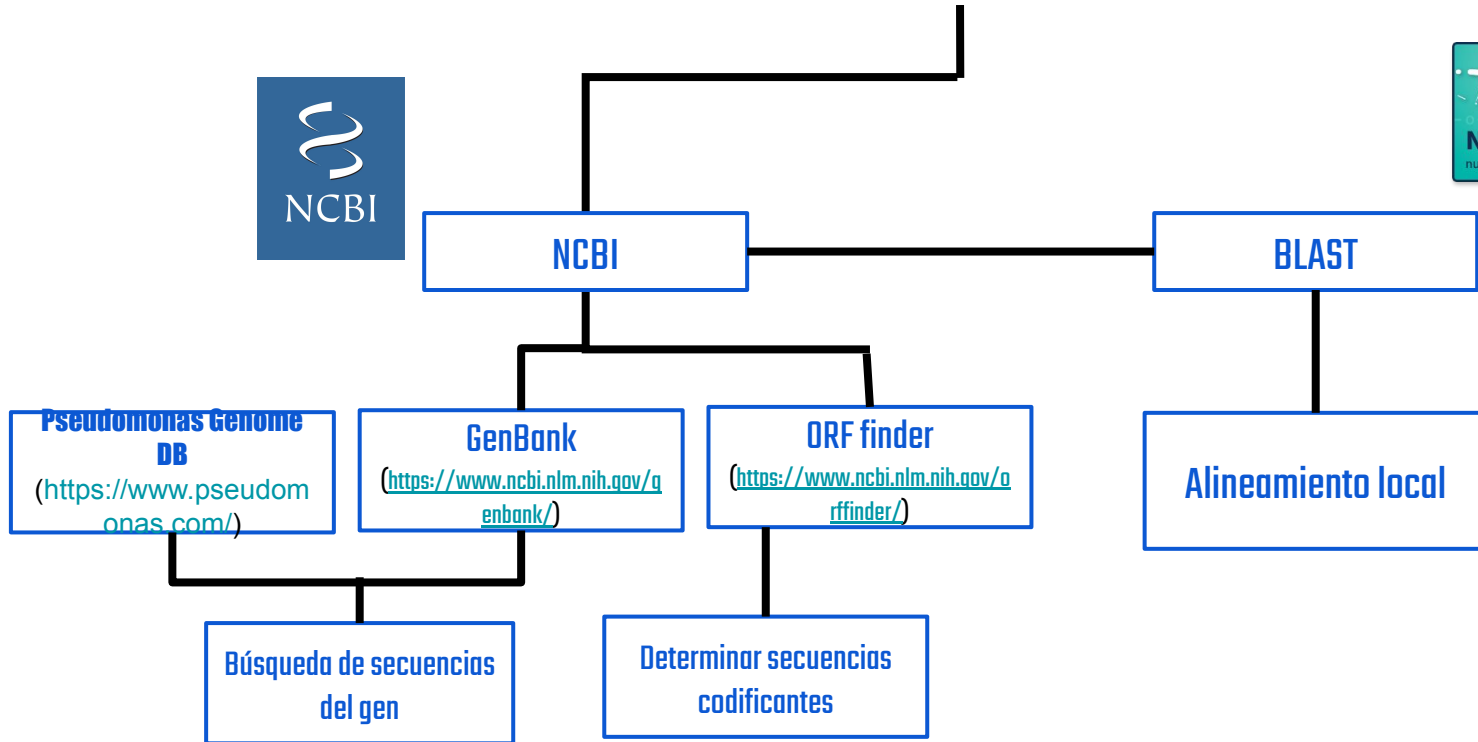 NCBI
N
nu
NCBI
BLAST
Pseudomonas Genome
DB
(https://www.pseudom
onas.com/)
GenBank
(https://www.ncbi.nlm.nih.gov/g
enbank/)
ORF finder
(https://www.ncbi.nlm.nih.gov/o
rffinder/)
Alineamiento local
Búsqueda de secuencias
del gen
Determinar secuencias
codificantes